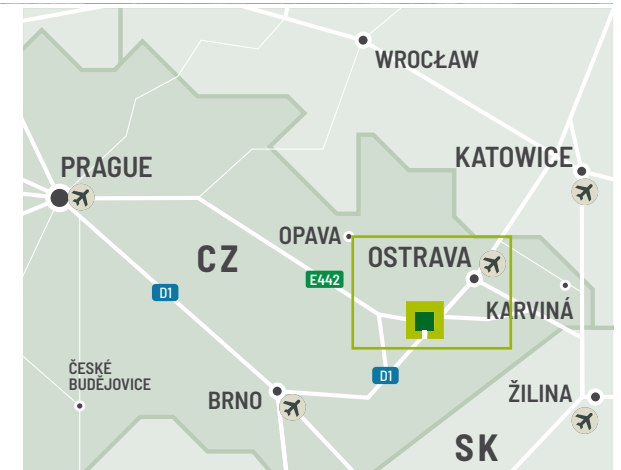 WROCŁAW
PRAGUE
KATOWICE
OPAVA
CZ
OSTRAVA
E442
D1
KARVINÁ
ČESKÉ
BUDĚJOVICE
D1
BRNO
ŽILINA
SK